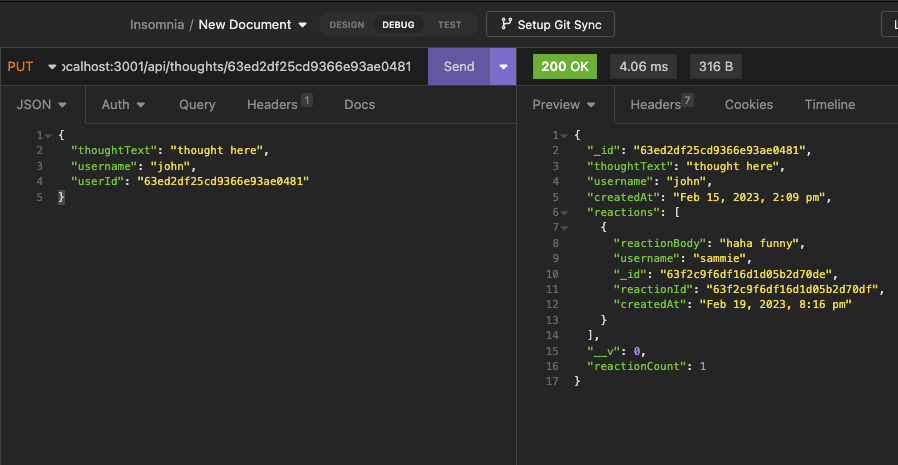 Insomnia / New Document
DESIGN DEBUG TEST
Setup Git Sync
PUT ocalhost:3001/api/thoughts/63ed2df25cd9366e93ae0481 Send
200 OK 4.06 ms 316 B
JSON Auth Query Headers 1 Docs
1 {
2 "thoughtText": "thought here",
3 "username": "john",
4 "userId": "63ed2df25cd9366e93ae0481"
5 }
Preview Headers 7 Cookies Timeline
1 {
2 "_id": "63ed2df25cd9366e93ae0481",
3 "thoughtText": "thought here",
4 "username": "john",
5 "createdAt": "Feb 15, 2023, 2:09 pm",
6 "reactions": [
7 {
8 "reactionBody": "haha funny",
9 "username": "sammie",
10 "_id": "63f2c9f6df16d1d05b2d70de",
11 "reactionId": "63f2c9f6df16d1d05b2d70df",
12 "createdAt": "Feb 19, 2023, 8:16 pm"
13 }
14 ],
15 "__v": 0,
16 "reactionCount": 1
17 }